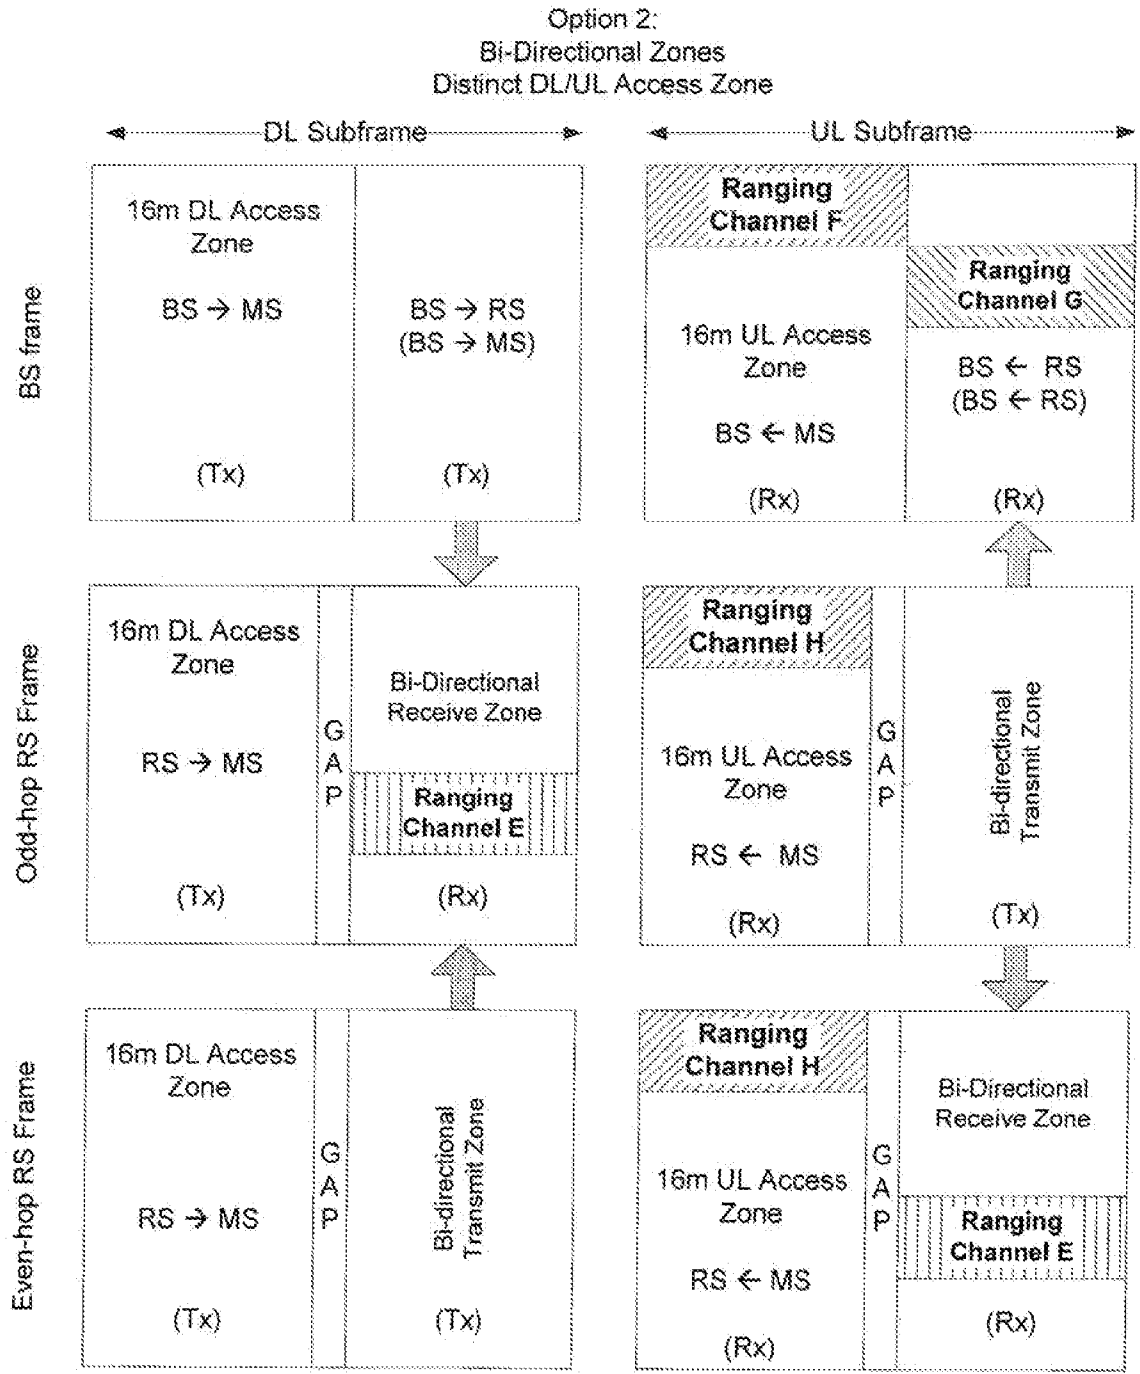 Option 2:
Bi-Directional Zones
Distinct DL/UL Access Zone
DL Subframe
UL Subframe
BS frame
16m DL Access
Zone
BS → MS
(Tx)
BS → RS
(BS → MS)
(Tx)
Ranging
Channel F
16m UL Access
Zone
BS ← MS
(Rx)
Ranging
Channel G
BS ← RS
(BS ← RS)
(Rx)
Odd-hop RS Frame
16m DL Access
Zone
RS → MS
(Tx)
GAP
Bi-Directional
Receive Zone
Ranging
Channel E
(Rx)
Ranging
Channel H
16m UL Access
Zone
RS ← MS
(Rx)
GAP
Bi-directional
Transmit Zone
(Tx)
Even-hop RS Frame
16m DL Access
Zone
RS → MS
(Tx)
GAP
Bi-directional
Transmit Zone
(Tx)
Ranging
Channel H
16m UL Access
Zone
RS ← MS
(Rx)
GAP
Bi-Directional
Receive Zone
Ranging
Channel E
(Rx)